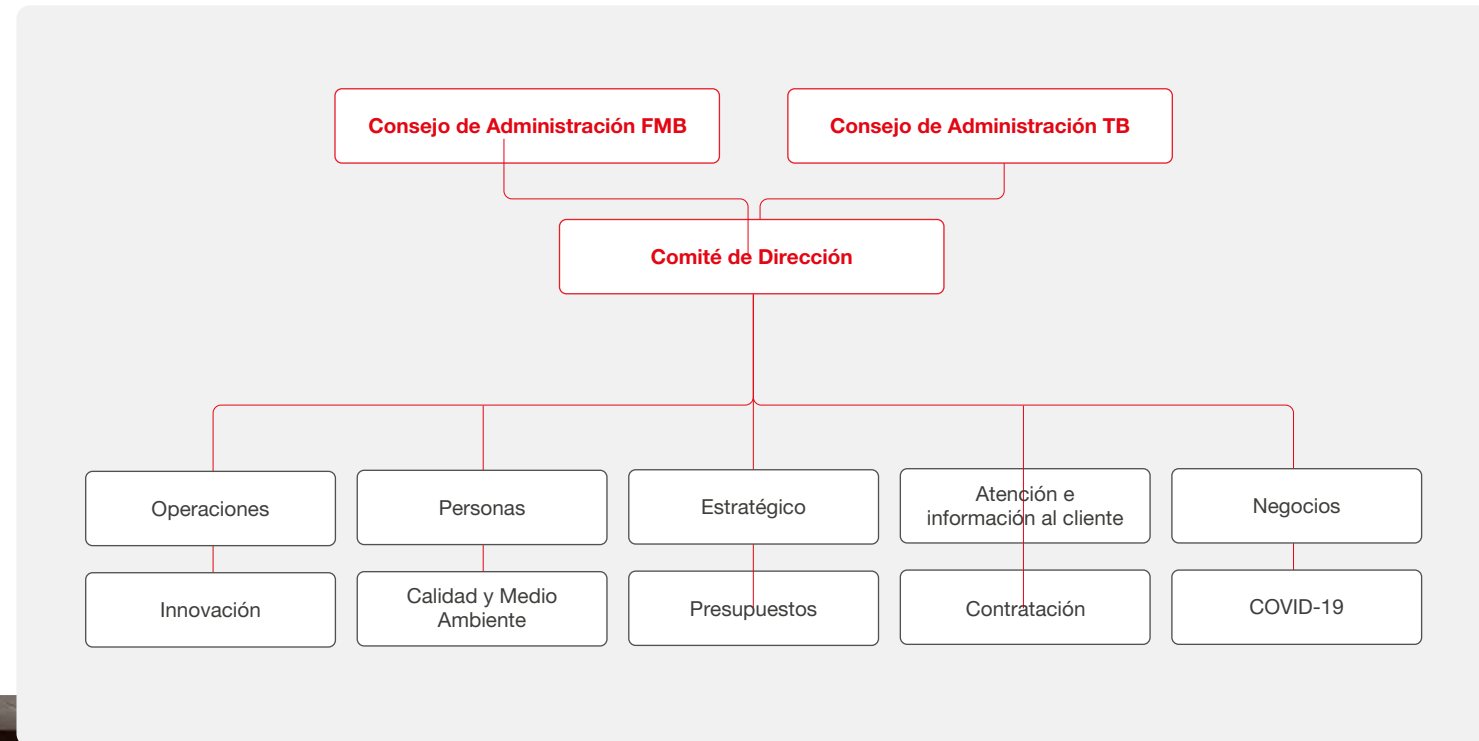 Consejo de Administración FMB
Consejo de Administración TB
Comité de Dirección
Operaciones
Personas
Estratégico
Atención e
información al cliente
Negocios
Innovación
Calidad y Medio
Ambiente
Presupuestos
Contratación
COVID-19